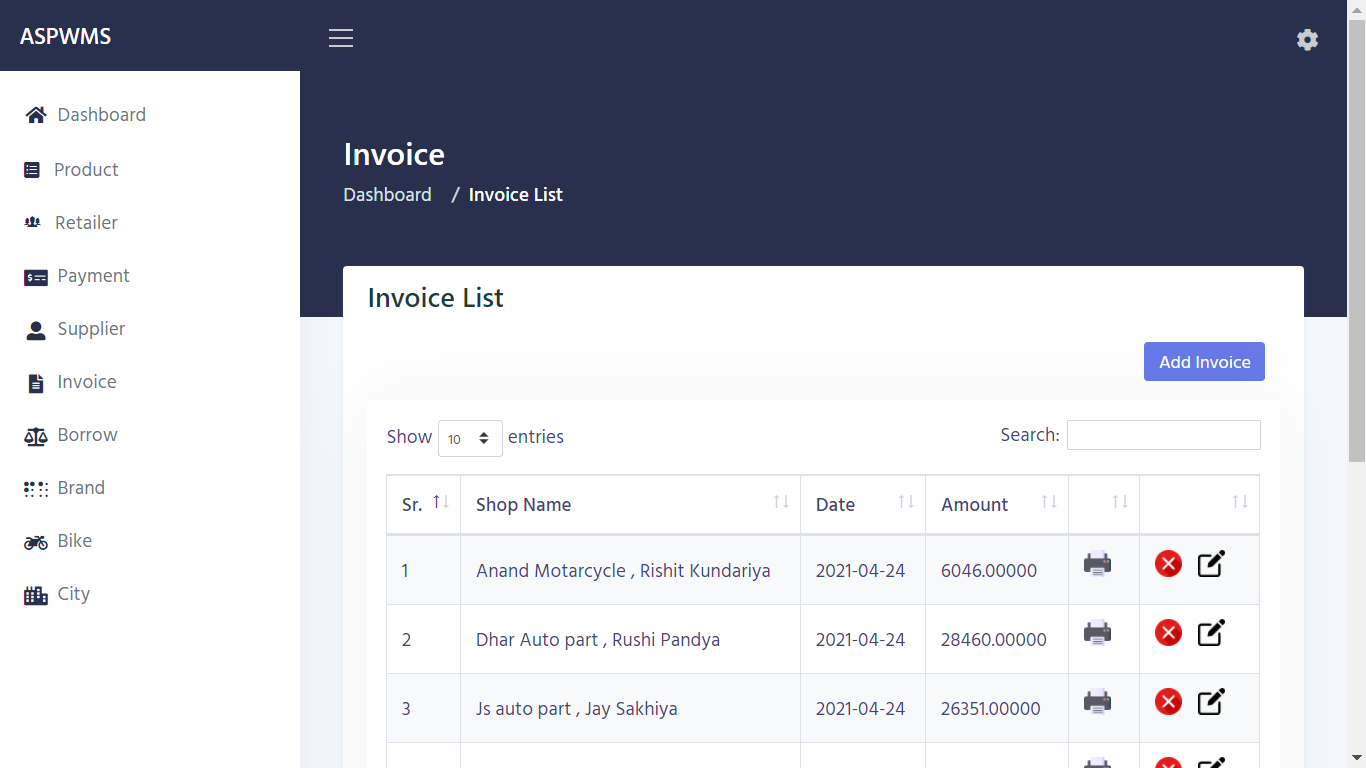 ASPWMS
Dashboard
Product
Retailer
Payment
Supplier
Invoice
Borrow
Brand
Bike
City
Invoice
Dashboard / Invoice List
Invoice List
Add Invoice
Show 10 entries Search:
Sr. Shop Name Date Amount
1 Anand Motarcycle , Rishit Kundariya 2021-04-24 6046.00000
2 Dhar Auto part , Rushi Pandya 2021-04-24 28460.00000
3 Js auto part , Jay Sakhiya 2021-04-24 26351.00000